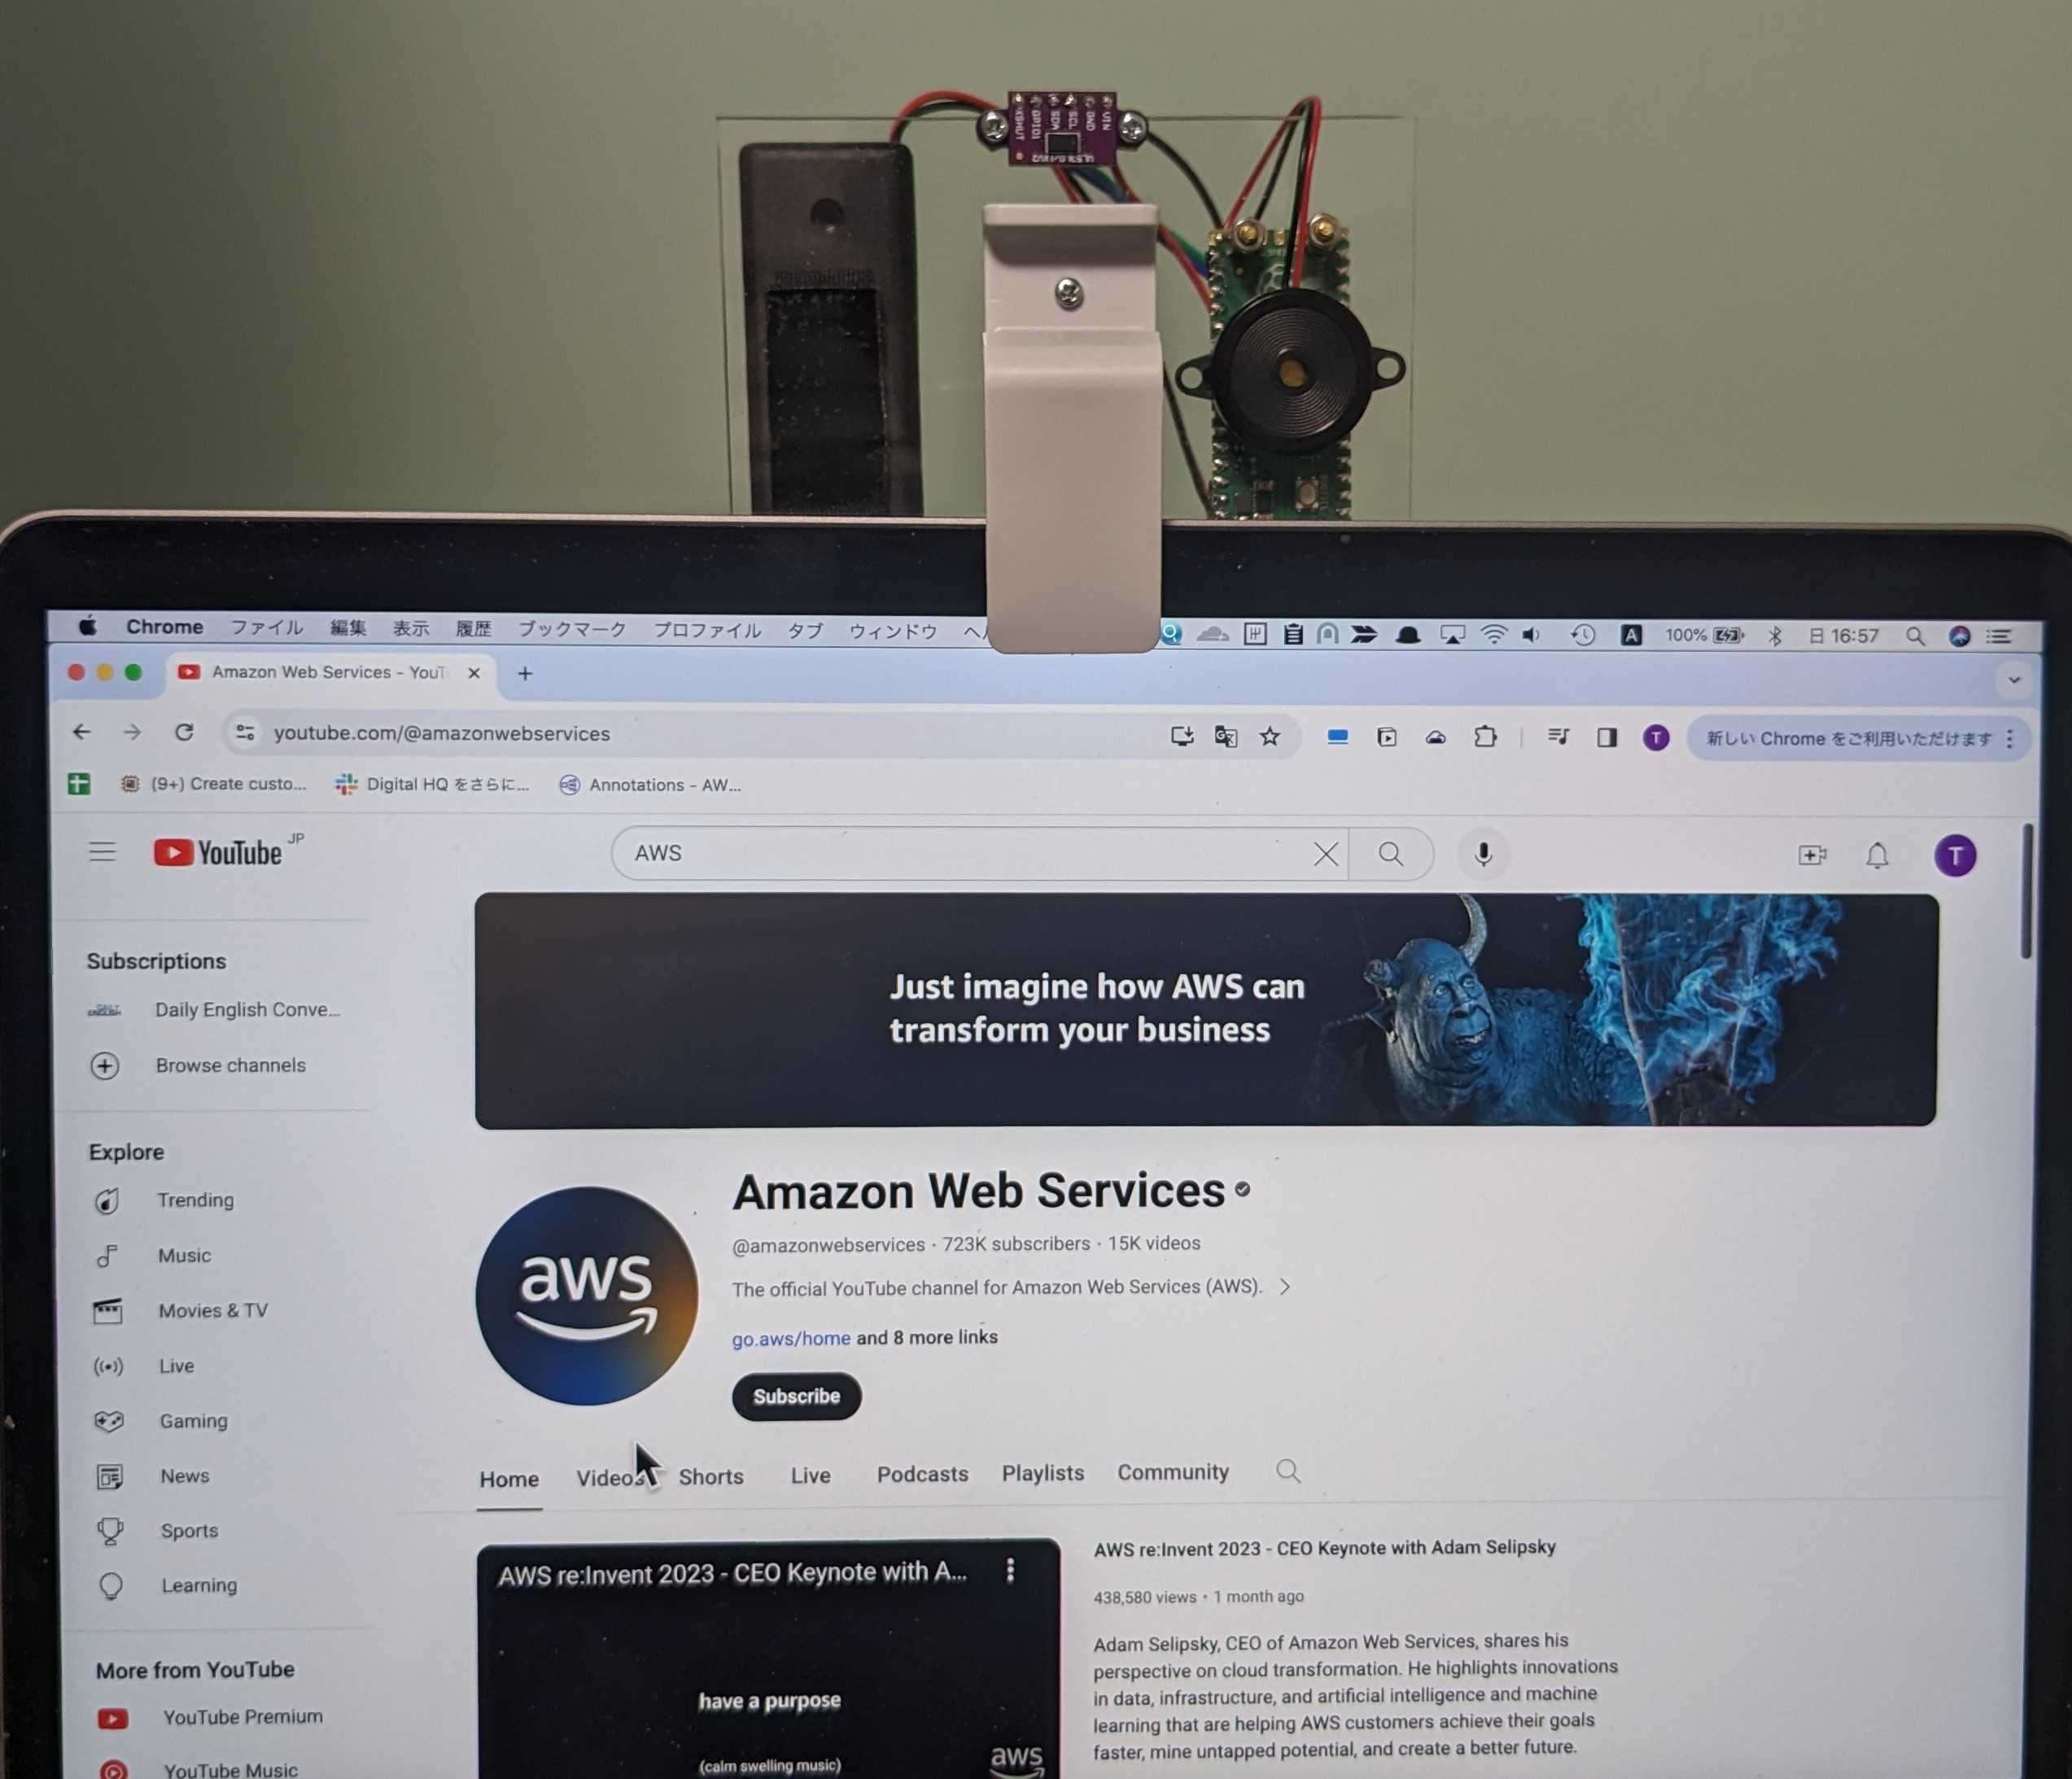 VIN
GND
SCL
SDA
GPIO1
XSHUT
Chrome ファイル 編集 表示 履歴 ブックマーク プロファイル タブ ウィンドウ
A 100% 日 16:57
Amazon Web Services - YouT
youtube.com/@amazonwebservices
T 新しい Chrome をご利用いただけます
(9+) Create custo... Digital HQ をさらに... Annotations - AW...
YouTube JP
AWS
T
Subscriptions
Daily English Conve...
Browse channels
Explore
Trending
Music
Movies & TV
Live
Gaming
News
Sports
Learning
More from YouTube
YouTube Premium
YouTube Music
Just imagine how AWS can
transform your business
aws
Amazon Web Services
@amazonwebservices · 723K subscribers · 15K videos
The official YouTube channel for Amazon Web Services (AWS).
go.aws/home and 8 more links
Subscribe
Home Videos Shorts Live Podcasts Playlists Community
AWS re:Invent 2023 - CEO Keynote with A...
have a purpose
(calm swelling music)
aws
AWS re:Invent 2023 - CEO Keynote with Adam Selipsky
438,580 views • 1 month ago
Adam Selipsky, CEO of Amazon Web Services, shares his
perspective on cloud transformation. He highlights innovations
in data, infrastructure, and artificial intelligence and machine
learning that are helping AWS customers achieve their goals
faster, mine untapped potential, and create a better future.